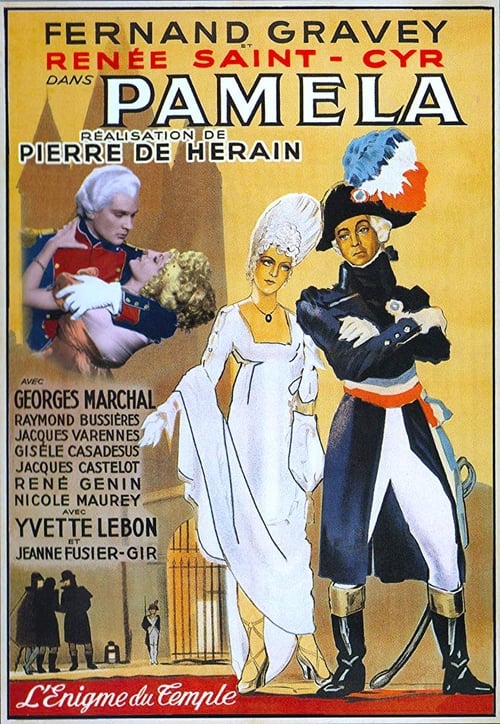 FERNAND GRAVEY
ET
RENÉE SAINT - CYR
DANS
PAMELA
RÉALISATION DE
PIERRE DE HERAIN
AVEC
GEORGES MARCHAL
RAYMOND BUSSIÈRES
JACQUES VARENNES
GISÈLE CASADESUS
JACQUES CASTELOT
RENÉ GENIN
NICOLE MAUREY
AVEC
YVETTE LEBON
ET
JEANNE FUSIER-GIR
L'Enigme du Temple